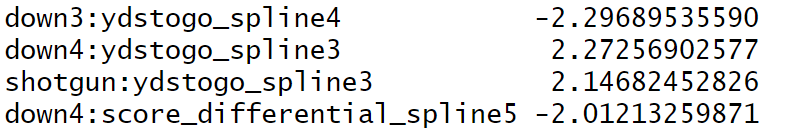 down3:ydstogo_spline4 -2.29689535590
down4:ydstogo_spline3 2.27256902577
shotgun:ydstogo_spline3 2.14682452826
down4:score_differential_spline5 -2.01213259871